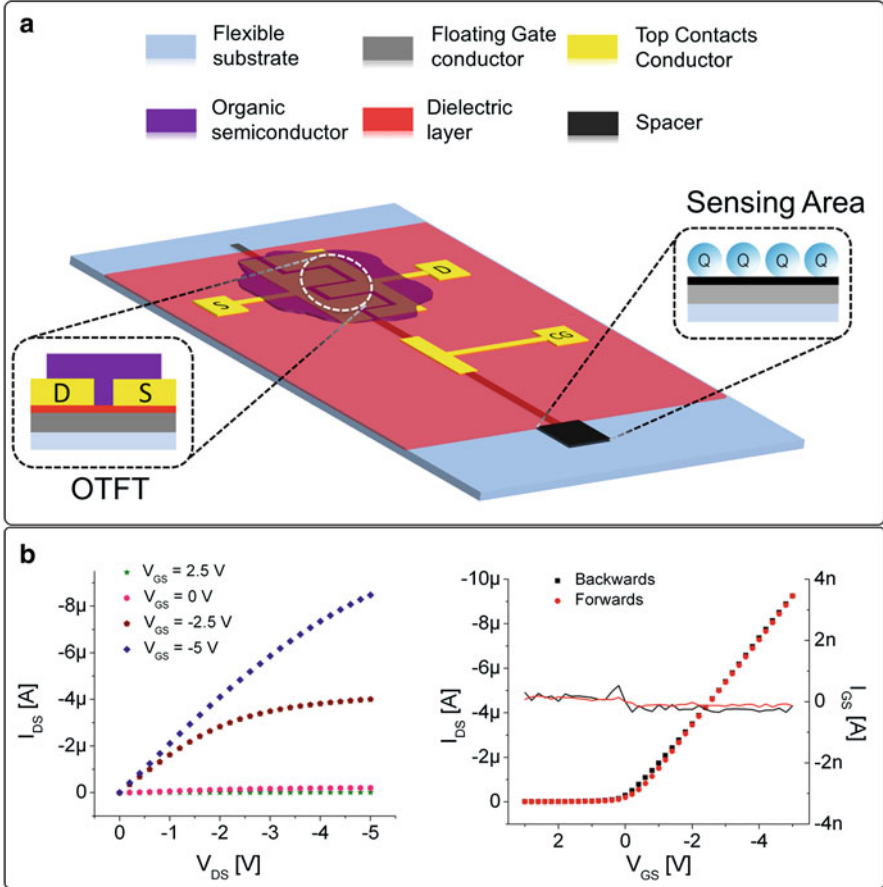 a
Flexible
substrate
Floating Gate
conductor
Top Contacts
Conductor
Organic
semiconductor
Dielectric
layer
Spacer
Sensing Area
Q Q Q Q
D
S
CG
D S
OTFT
b
V_GS = 2.5 V
V_GS = 0 V
V_GS = -2.5 V
V_GS = -5 V
-8µ
-6µ
-4µ
-2µ
0
I_DS [A]
0 -1 -2 -3 -4 -5
V_DS [V]
Backwards
Forwards
-10µ
-8µ
-6µ
-4µ
-2µ
0
I_DS [A]
4n
2n
0
-2n
-4n
I_GS [A]
2 0 -2 -4
V_GS [V]